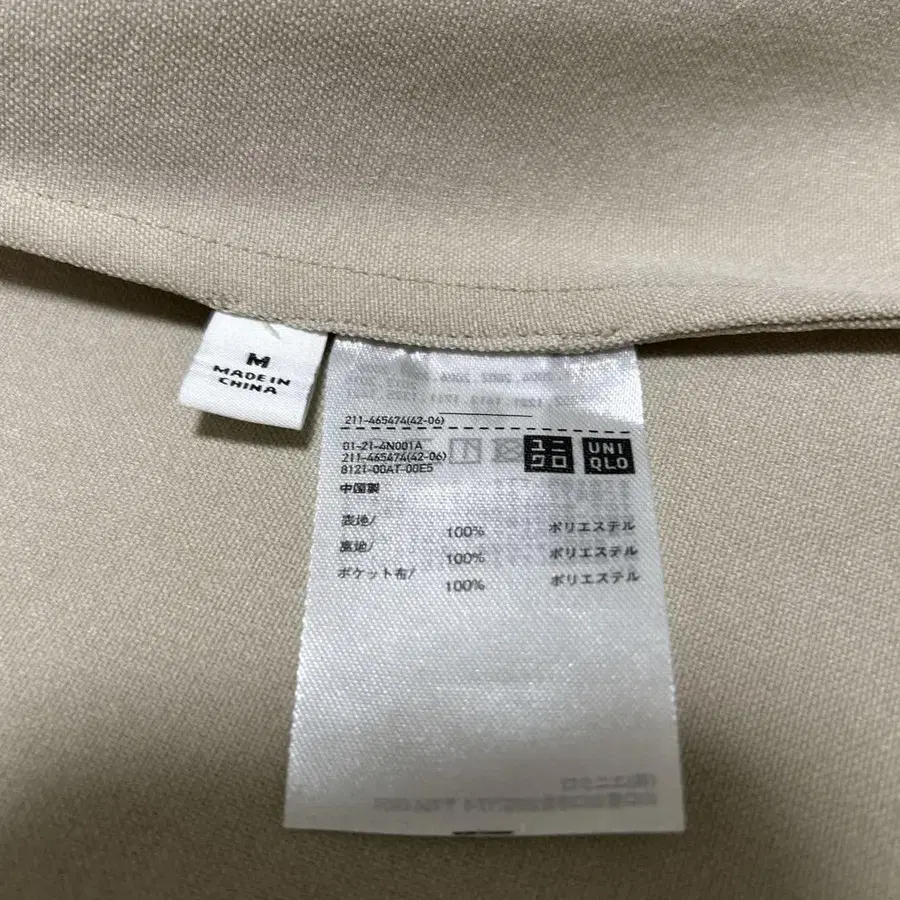 M
MADE IN
CHINA
211-465474(42-06)
01-21-4N001A
211-465474(42-06)
8121-00AT-00E5
ユニ
クロ
UNI
QLO
中国製
表地/ 100% ポリエステル
裏地/ 100% ポリエステル
ポケット布/ 100% ポリエステル